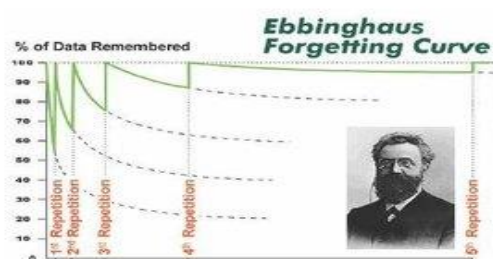 Ebbinghaus
Forgetting Curve
% of Data Remembered
100
90
80
70
60
50
40
30
20
10
0
1st Repetition
2nd Repetition
3rd Repetition
4th Repetition
5th Repetition